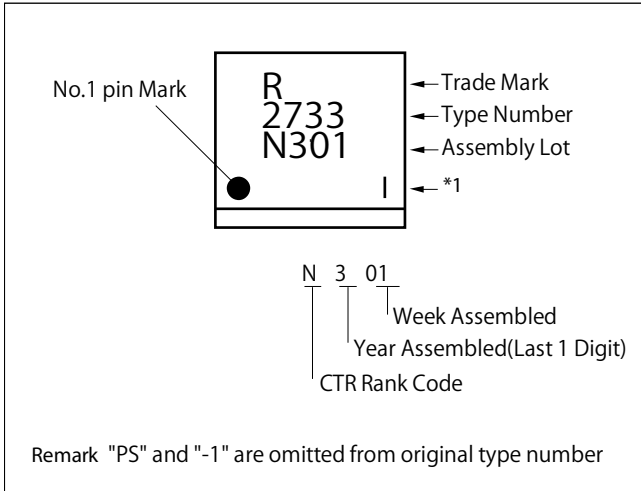 No.1 pin Mark
R
2733
N301
Trade Mark
Type Number
Assembly Lot
*1
I
N 3 01
Week Assembled
Year Assembled(Last 1 Digit)
CTR Rank Code
Remark "PS" and "-1" are omitted from original type number